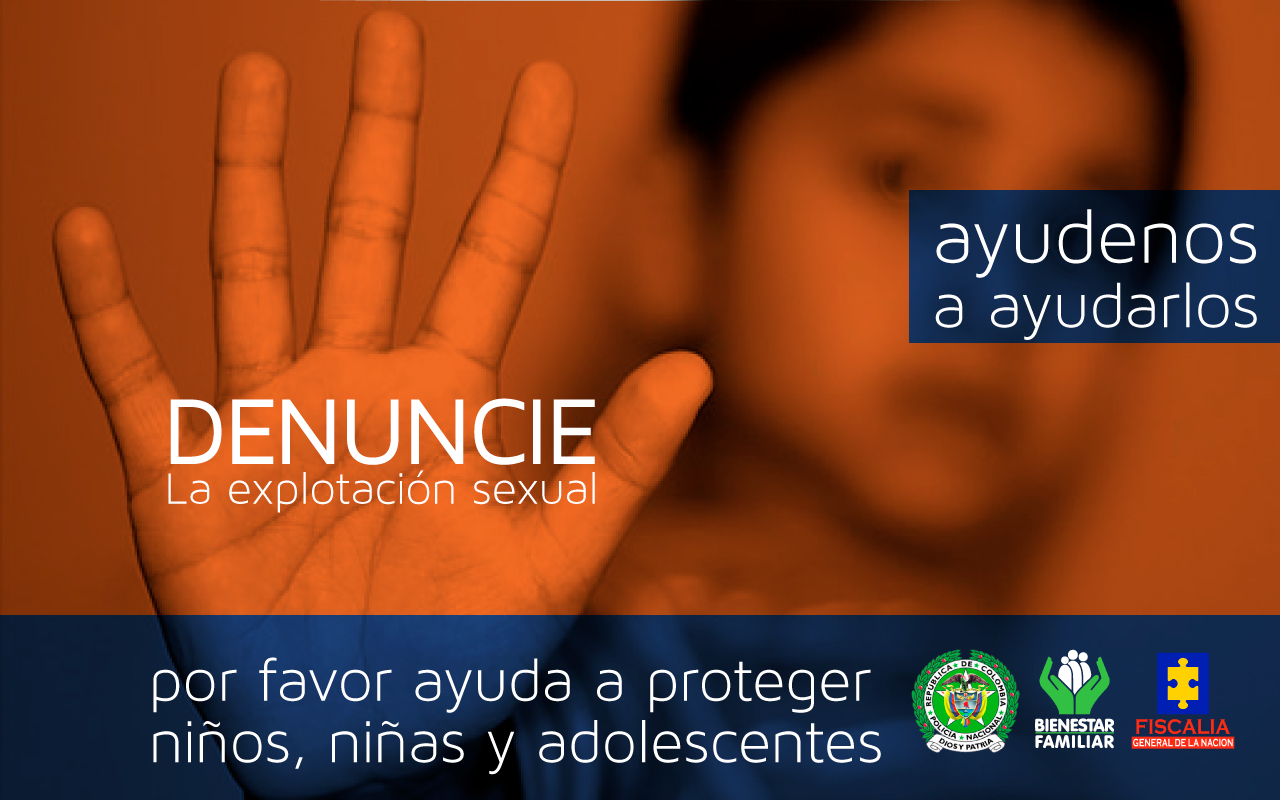 ayudenos
a ayudarlos
DENUNCIE
La explotación sexual
por favor ayuda a proteger
niños, niñas y adolescentes
REPUBLICA DE COLOMBIA
POLICIA NACIONAL
DIOS Y PATRIA
BIENESTAR
FAMILIAR
FISCALIA
GENERAL DE LA NACION